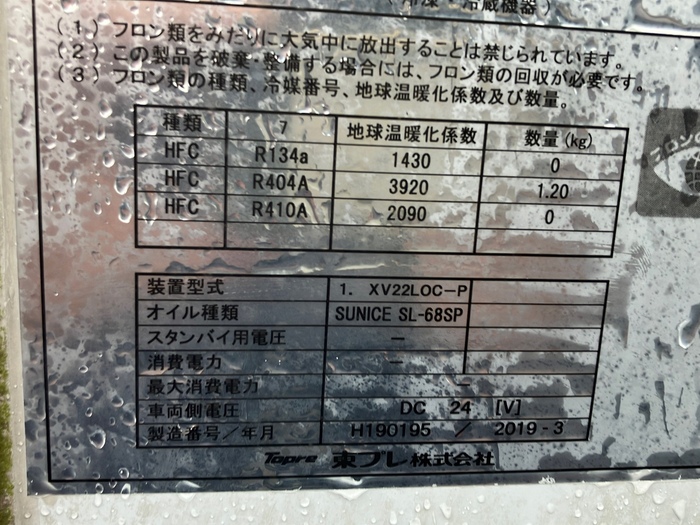 冷蔵機器)
(1) フロン類をみだりに大気中に放出することは禁じられています。
(2) この製品を破棄・整備する場合には、フロン類の回収が必要です。
(3) フロン類の種類、冷媒番号、地球温暖化係数及び数量。
種類 7 地球温暖化係数 数量(kg)
HFC R134a 1430 0
HFC R404A 3920 1.20
HFC R410A 2090 0
装置型式 1. XV22LOC-P
オイル種類 SUNICE SL-68SP
スタンバイ用電圧 —
消費電力 —
最大消費電力 —
車両側電圧 DC 24 [V]
製造番号/年月 H190195 / 2019-3
Topre 東プレ株式会社